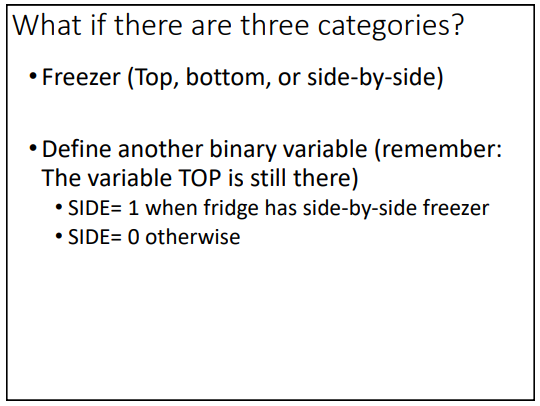 What if there are three categories?
• Freezer (Top, bottom, or side-by-side)
• Define another binary variable (remember:
The variable TOP is still there)
• SIDE= 1 when fridge has side-by-side freezer
• SIDE= 0 otherwise